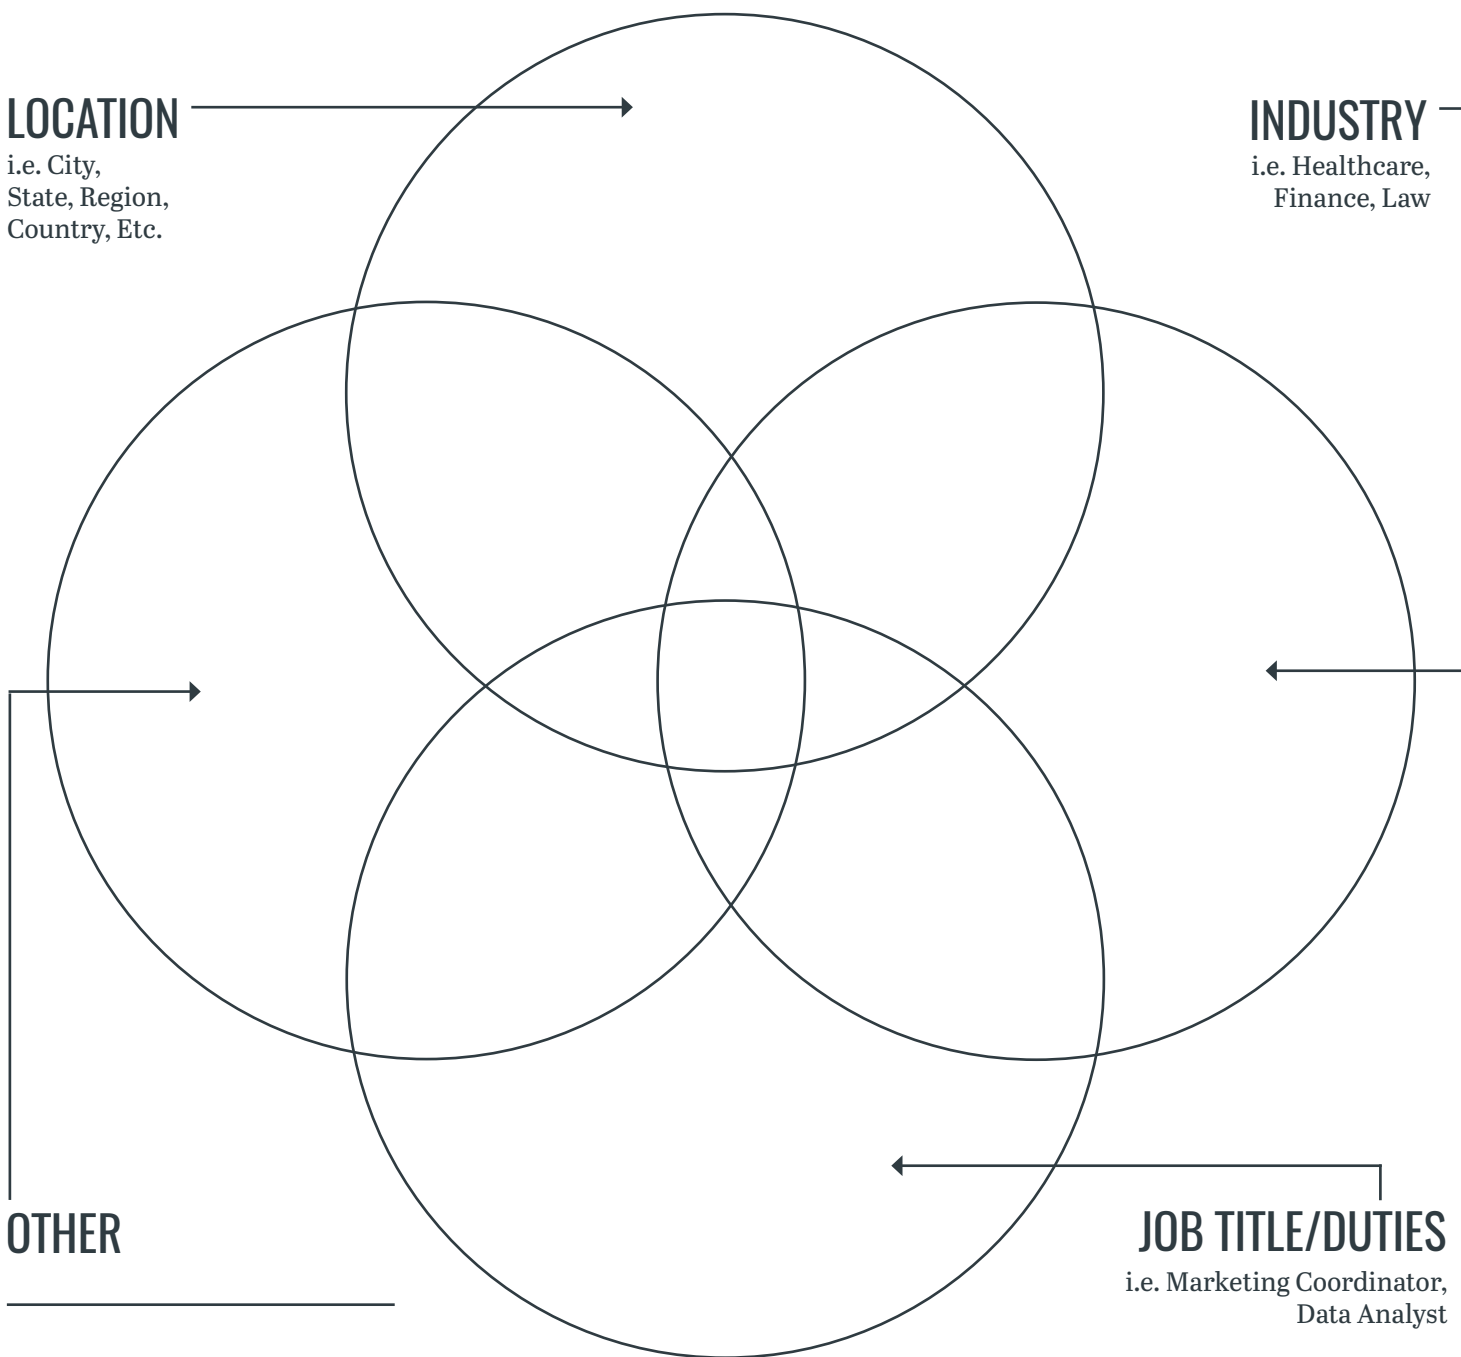 LOCATION
i.e. City,
State, Region,
Country, Etc.
INDUSTRY
i.e. Healthcare,
Finance, Law
OTHER
JOB TITLE/DUTIES
i.e. Marketing Coordinator,
Data Analyst